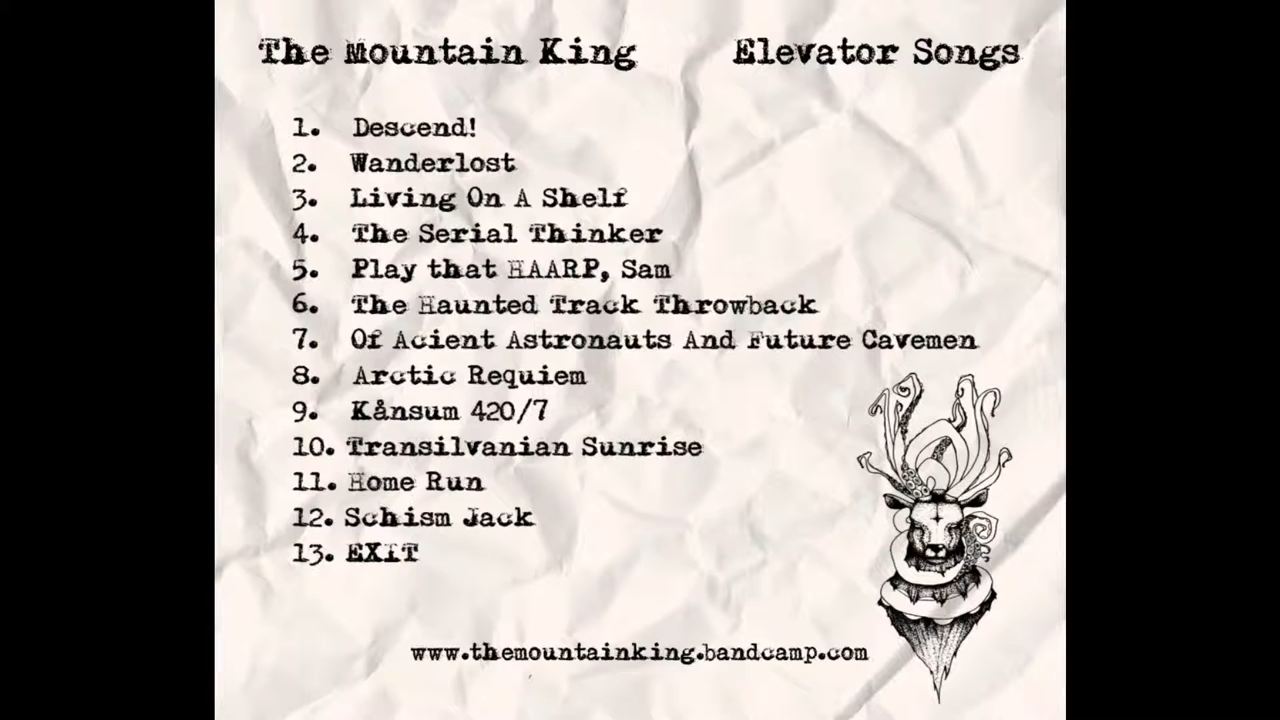 The Mountain King Elevator Songs
1. Descend!
2. Wanderlost
3. Living On A Shelf
4. The Serial Thinker
5. Play that HAARP, Sam
6. The Haunted Track Throwback
7. Of Acient Astronauts And Future Cavemen
8. Arctic Requiem
9. Kånsum 420/7
10. Transilvanian Sunrise
11. Home Run
12. Schism Jack
13. EXIT
www.themountainking.bandcamp.com